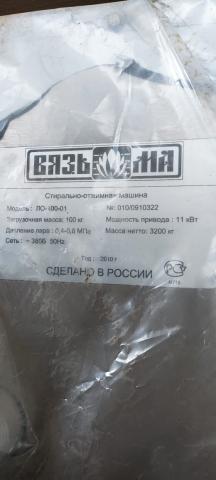 ВЯЗЬМА
Стирально-отжимная машина
Модель: ЛО-100-01 №: 010/0910322
Загрузочная масса: 100 кг Мощность привода: 11 кВт
Давление пара: 0,4-0,6 МПа Масса нетто: 3200 кг
Сеть: ~ 380В 50Hz
Год: 2010 г
СДЕЛАНО В РОССИИ